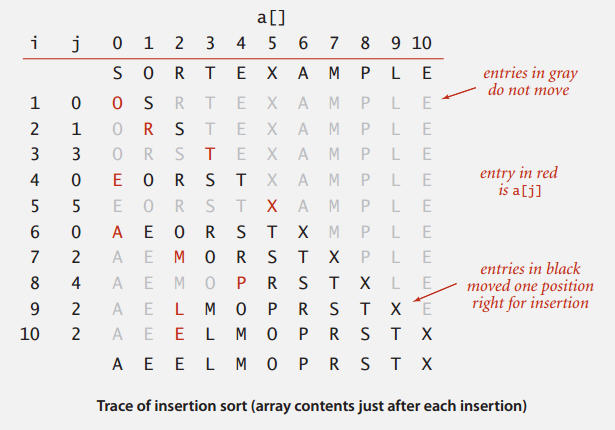 a[]
i j 0 1 2 3 4 5 6 7 8 9 10
S O R T E X A M P L E
1 0 O S R T E X A M P L E
2 1 O R S T E X A M P L E
3 3 O R S T E X A M P L E
4 0 E O R S T X A M P L E
5 5 E O R S T X A M P L E
6 0 A E O R S T X M P L E
7 2 A E M O R S T X P L E
8 4 A E M O P R S T X L E
9 2 A E L M O P R S T X E
10 2 A E E L M O P R S T X
A E E L M O P R S T X
entries in gray
do not move
entry in red
is a[j]
entries in black
moved one position
right for insertion
Trace of insertion sort (array contents just after each insertion)